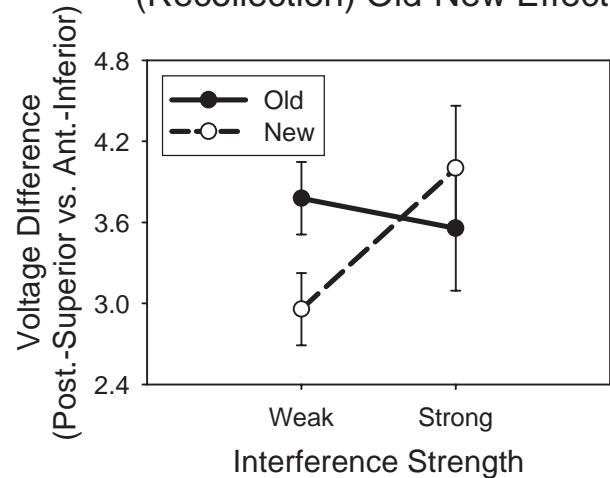 (Recollection) Old-New Effect
4.8
4.2
3.6
3.0
2.4
Old
New
Voltage DIfference
(Post.-Superior vs. Ant.-Inferior)
Weak
Strong
Interference Strength